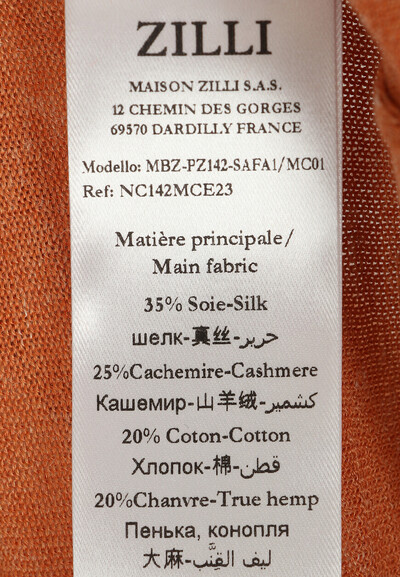 ZILLI
MAISON ZILLI S.A.S.
12 CHEMIN DES GORGES
69570 DARDILLY FRANCE
Modello: MBZ-PZ142-SAFA1/MC01
Ref: NC142MCE23
Matière principale/
Main fabric
35% Soie-Silk
шелк-真丝-حرير
25%Cachemire-Cashmere
Кашемир-山羊绒-كشمير
20% Coton-Cotton
Хлопок-棉-قطن
20%Chanvre-True hemp
Пенька, конопля
大麻-ليف القِنَّب